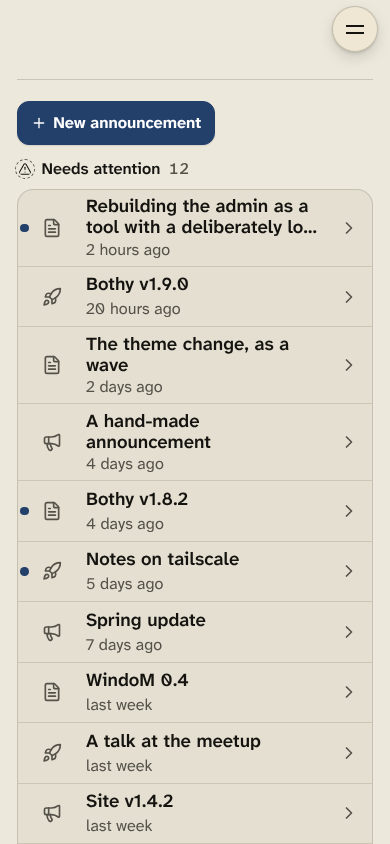 + New announcement
Needs attention 12
Rebuilding the admin as a
tool with a deliberately lo...
2 hours ago
Bothy v1.9.0
20 hours ago
The theme change, as a
wave
2 days ago
A hand-made
announcement
4 days ago
Bothy v1.8.2
4 days ago
Notes on tailscale
5 days ago
Spring update
7 days ago
WindoM 0.4
last week
A talk at the meetup
last week
Site v1.4.2
last week